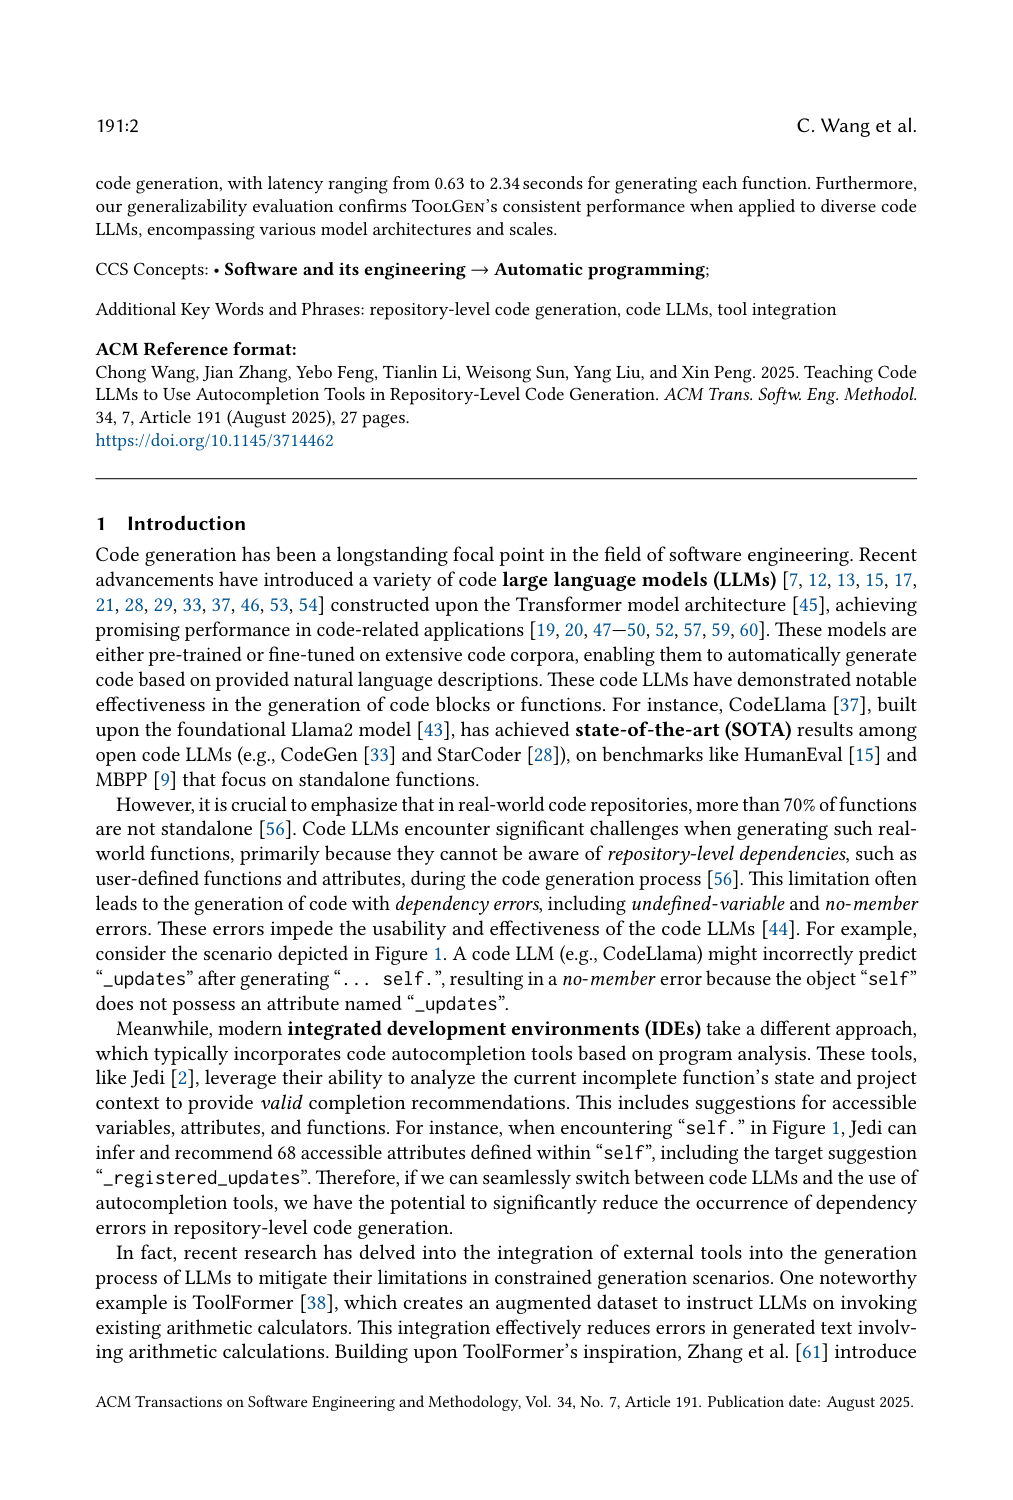 191:2 C. Wang et al.
code generation, with latency ranging from 0.63 to 2.34 seconds for generating each function. Furthermore,
our generalizability evaluation confirms ToolGen's consistent performance when applied to diverse code
LLMs, encompassing various model architectures and scales.
CCS Concepts: • Software and its engineering → Automatic programming;
Additional Key Words and Phrases: repository-level code generation, code LLMs, tool integration
ACM Reference format:
Chong Wang, Jian Zhang, Yebo Feng, Tianlin Li, Weisong Sun, Yang Liu, and Xin Peng. 2025. Teaching Code
LLMs to Use Autocompletion Tools in Repository-Level Code Generation. ACM Trans. Softw. Eng. Methodol.
34, 7, Article 191 (August 2025), 27 pages.
https://doi.org/10.1145/3714462
1 Introduction
Code generation has been a longstanding focal point in the field of software engineering. Recent
advancements have introduced a variety of code large language models (LLMs) [7, 12, 13, 15, 17,
21, 28, 29, 33, 37, 46, 53, 54] constructed upon the Transformer model architecture [45], achieving
promising performance in code-related applications [19, 20, 47–50, 52, 57, 59, 60]. These models are
either pre-trained or fine-tuned on extensive code corpora, enabling them to automatically generate
code based on provided natural language descriptions. These code LLMs have demonstrated notable
effectiveness in the generation of code blocks or functions. For instance, CodeLlama [37], built
upon the foundational Llama2 model [43], has achieved state-of-the-art (SOTA) results among
open code LLMs (e.g., CodeGen [33] and StarCoder [28]), on benchmarks like HumanEval [15] and
MBPP [9] that focus on standalone functions.
However, it is crucial to emphasize that in real-world code repositories, more than 70% of functions
are not standalone [56]. Code LLMs encounter significant challenges when generating such real-
world functions, primarily because they cannot be aware of repository-level dependencies, such as
user-defined functions and attributes, during the code generation process [56]. This limitation often
leads to the generation of code with dependency errors, including undefined-variable and no-member
errors. These errors impede the usability and effectiveness of the code LLMs [44]. For example,
consider the scenario depicted in Figure 1. A code LLM (e.g., CodeLlama) might incorrectly predict
“_updates” after generating “... self.”, resulting in a no-member error because the object “self”
does not possess an attribute named “_updates”.
Meanwhile, modern integrated development environments (IDEs) take a different approach,
which typically incorporates code autocompletion tools based on program analysis. These tools,
like Jedi [2], leverage their ability to analyze the current incomplete function's state and project
context to provide valid completion recommendations. This includes suggestions for accessible
variables, attributes, and functions. For instance, when encountering “self.” in Figure 1, Jedi can
infer and recommend 68 accessible attributes defined within “self”, including the target suggestion
“_registered_updates”. Therefore, if we can seamlessly switch between code LLMs and the use of
autocompletion tools, we have the potential to significantly reduce the occurrence of dependency
errors in repository-level code generation.
In fact, recent research has delved into the integration of external tools into the generation
process of LLMs to mitigate their limitations in constrained generation scenarios. One noteworthy
example is ToolFormer [38], which creates an augmented dataset to instruct LLMs on invoking
existing arithmetic calculators. This integration effectively reduces errors in generated text involv-
ing arithmetic calculations. Building upon ToolFormer's inspiration, Zhang et al. [61] introduce
ACM Transactions on Software Engineering and Methodology, Vol. 34, No. 7, Article 191. Publication date: August 2025.